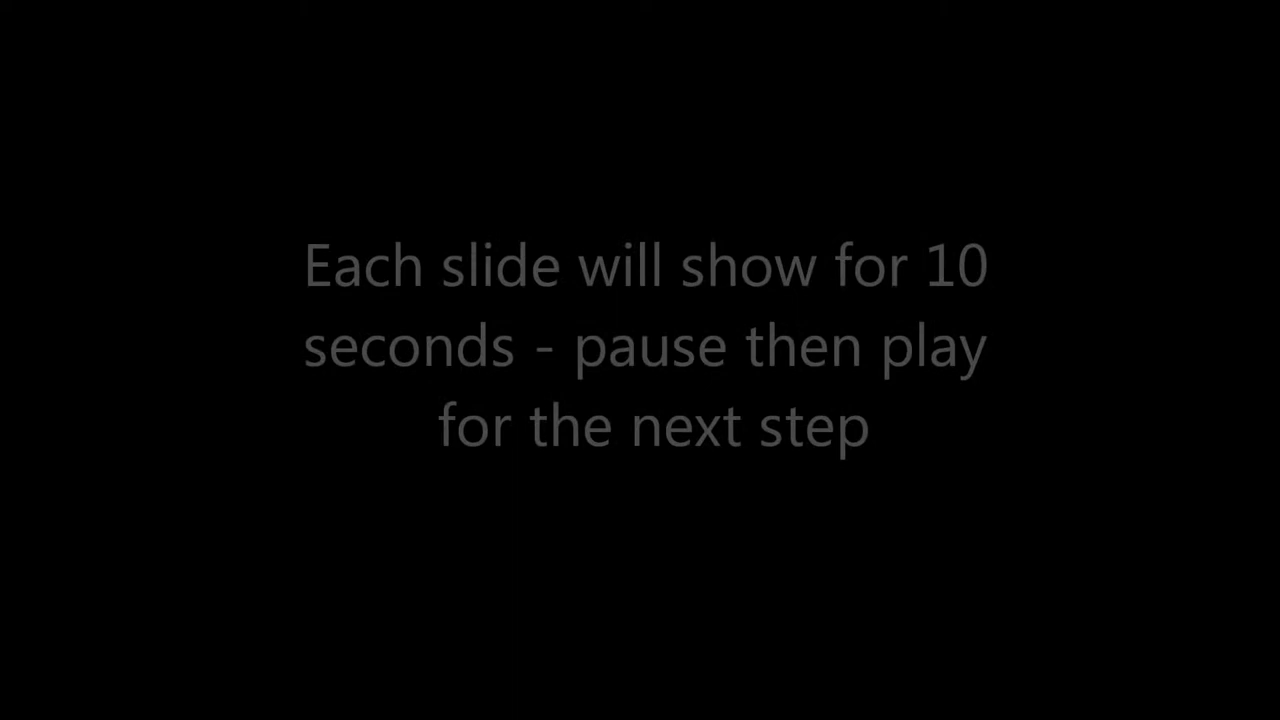 Each slide will show for 10
seconds - pause then play
for the next step